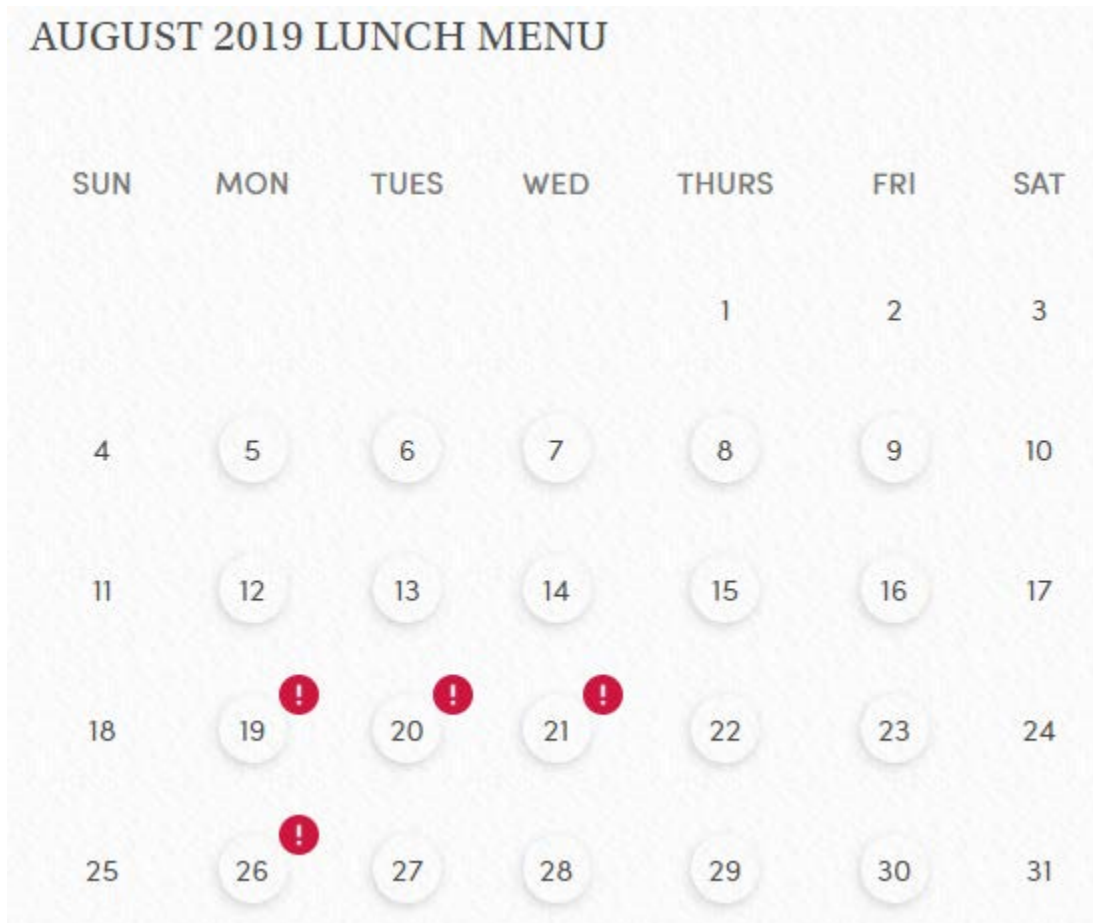 AUGUST 2019 LUNCH MENU
SUN MON TUES WED THURS FRI SAT
1 2 3
4 5 6 7 8 9 10
11 12 13 14 15 16 17
! ! !
18 19 20 21 22 23 24
!
25 26 27 28 29 30 31